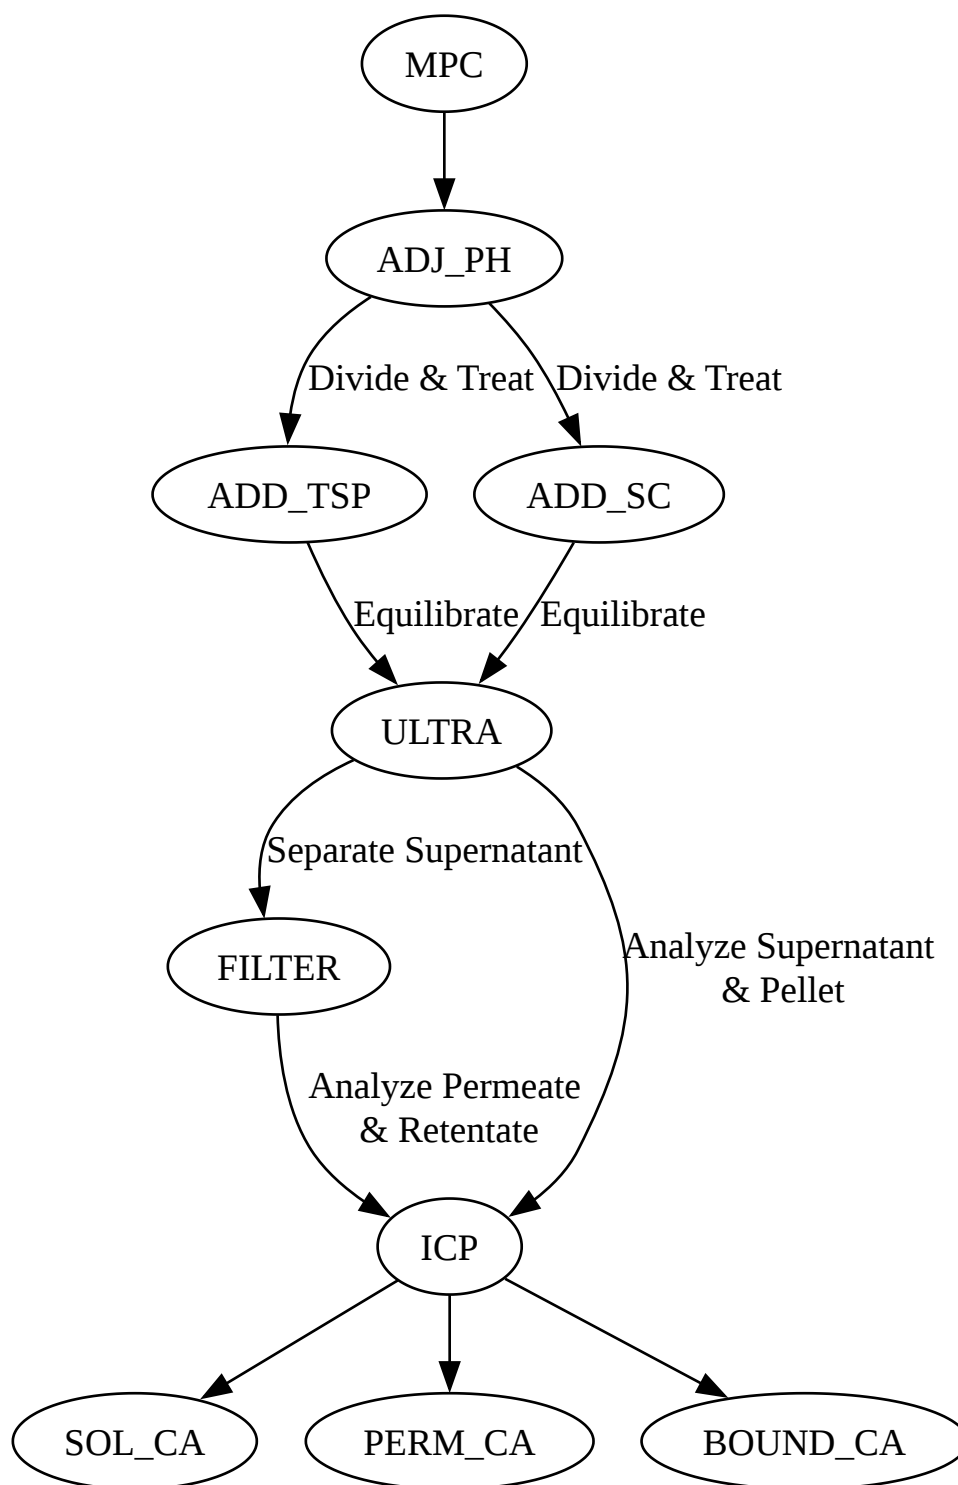 MPC
ADJ_PH
Divide & Treat
Divide & Treat
ADD_TSP
ADD_SC
Equilibrate
Equilibrate
ULTRA
Separate Supernatant
Analyze Supernatant
& Pellet
FILTER
Analyze Permeate
& Retentate
ICP
SOL_CA
PERM_CA
BOUND_CA